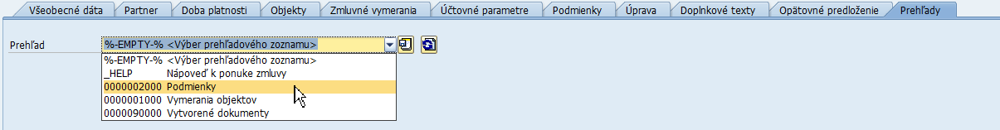 Všeobecné dáta Partner Doba platnosti Objekty Zmluvné vymerania Účtovné parametre Podmienky Úprava Doplnkové texty Opätovné predloženie Prehľady
Prehľad %-EMPTY-% <Výber prehľadového zoznamu>
%-EMPTY-% <Výber prehľadového zoznamu>
_HELP Nápoveď k ponuke zmluvy
0000002000 Podmienky
0000001000 Vymerania objektov
0000090000 Vytvorené dokumenty